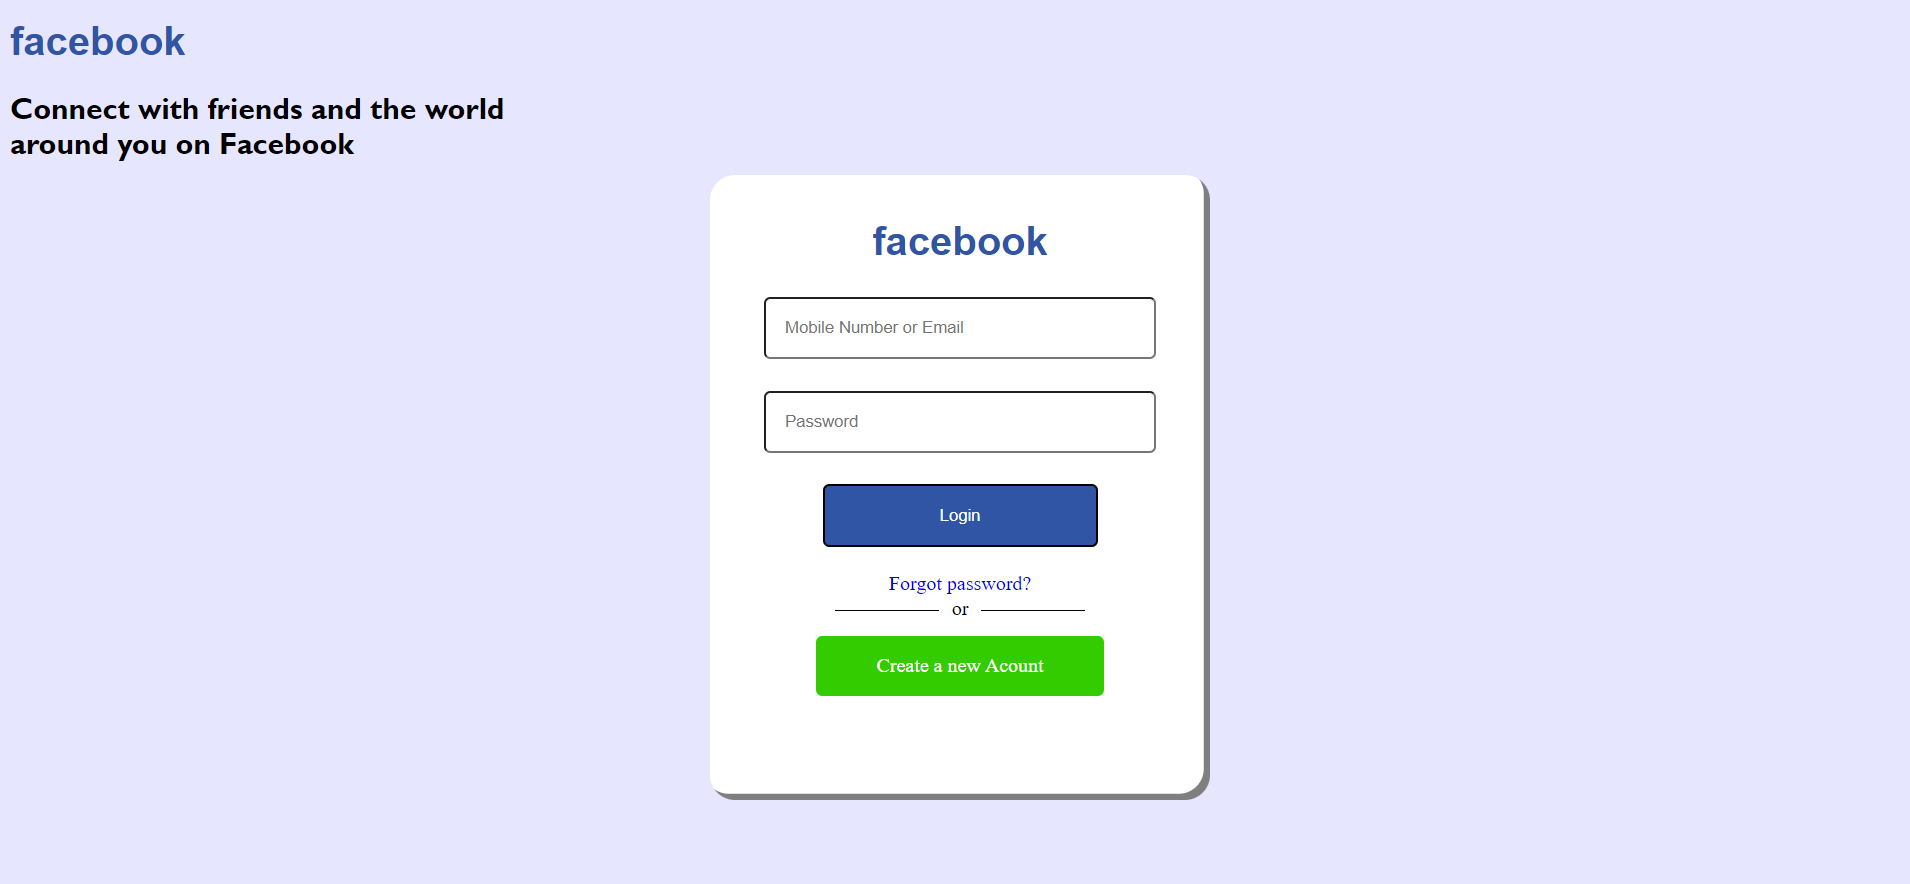 facebook
Connect with friends and the world
around you on Facebook
facebook
Mobile Number or Email
Password
Login
Forgot password?
or
Create a new Acount